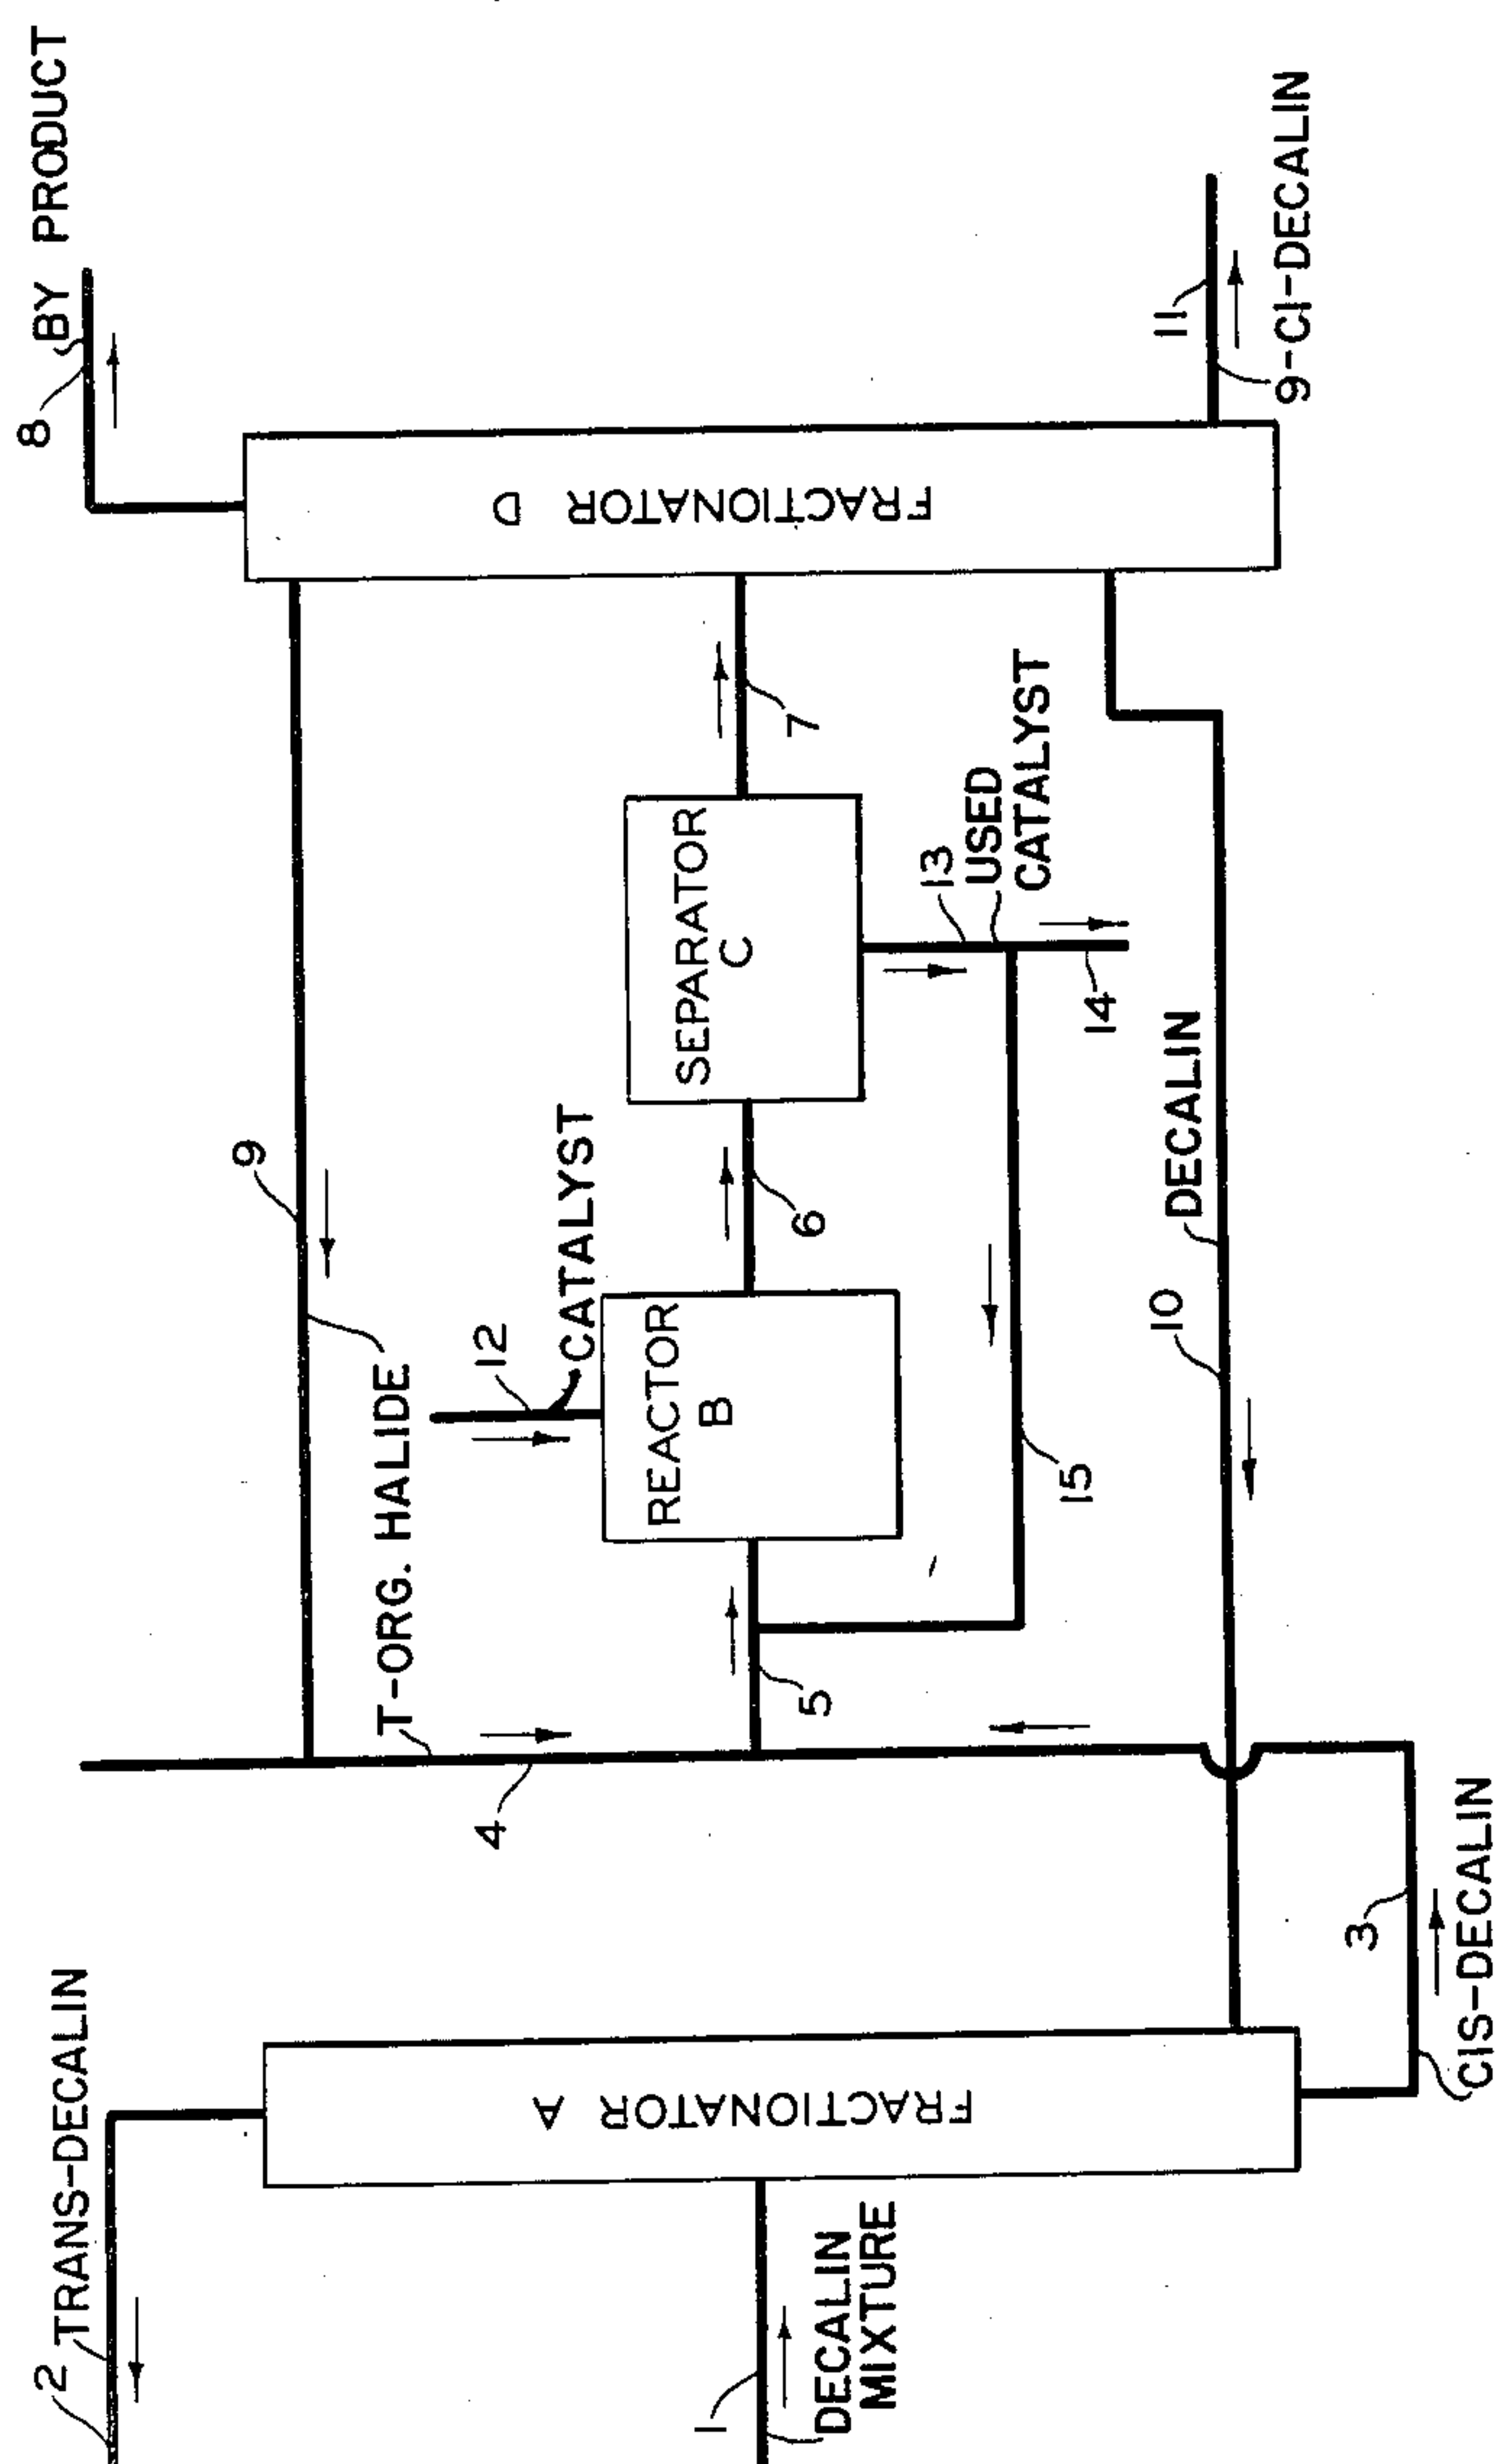 2
TRANS-DECALIN
1
DECALIN
MIXTURE
FRACTIONATOR A
3
CIS-DECALIN
4
T-ORG. HALIDE
5
9
12
CATALYST
REACTOR
B
6
15
10
DECALIN
SEPARATOR
C
13
USED
CATALYST
14
7
FRACTIONATOR D
8
BY PRODUCT
11
9-Cl-DECALIN